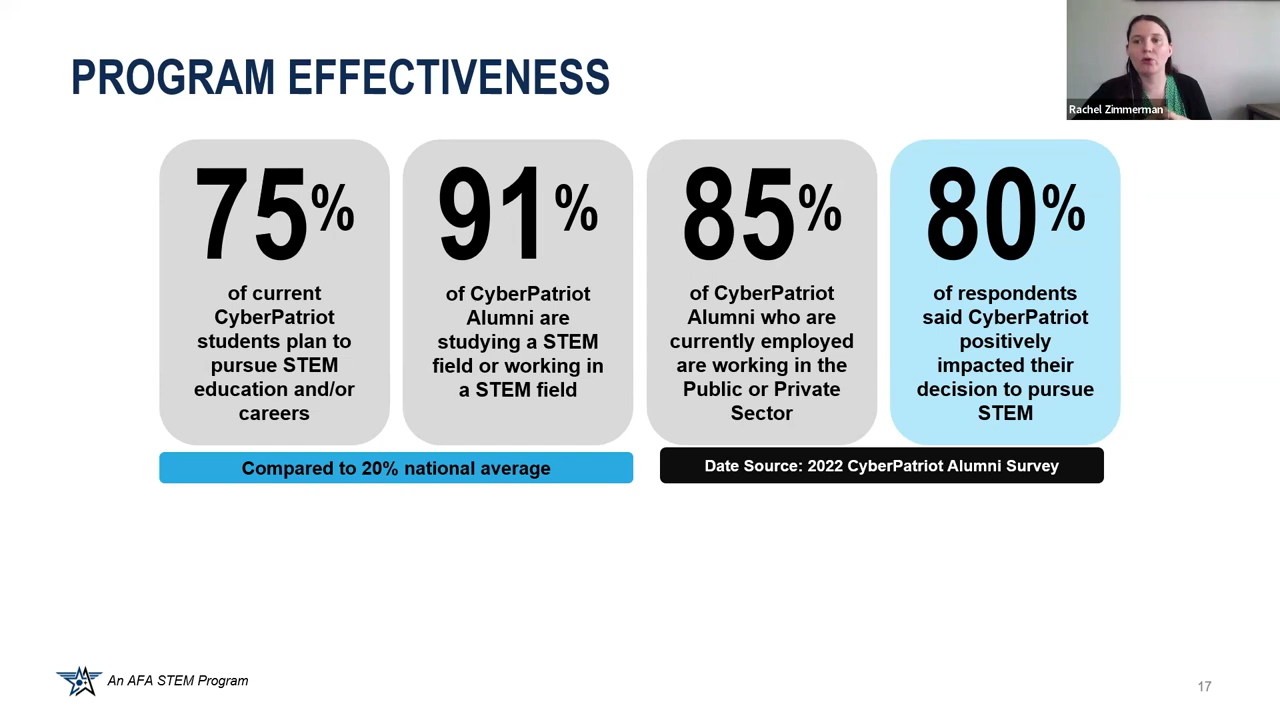 PROGRAM EFFECTIVENESS
Rachel Zimmerman
75%
of current
CyberPatriot
students plan to
pursue STEM
education and/or
careers
91%
of CyberPatriot
Alumni are
studying a STEM
field or working in
a STEM field
85%
of CyberPatriot
Alumni who are
currently employed
are working in the
Public or Private
Sector
80%
of respondents
said CyberPatriot
positively
impacted their
decision to pursue
STEM
Compared to 20% national average
Date Source: 2022 CyberPatriot Alumni Survey
An AFA STEM Program
17